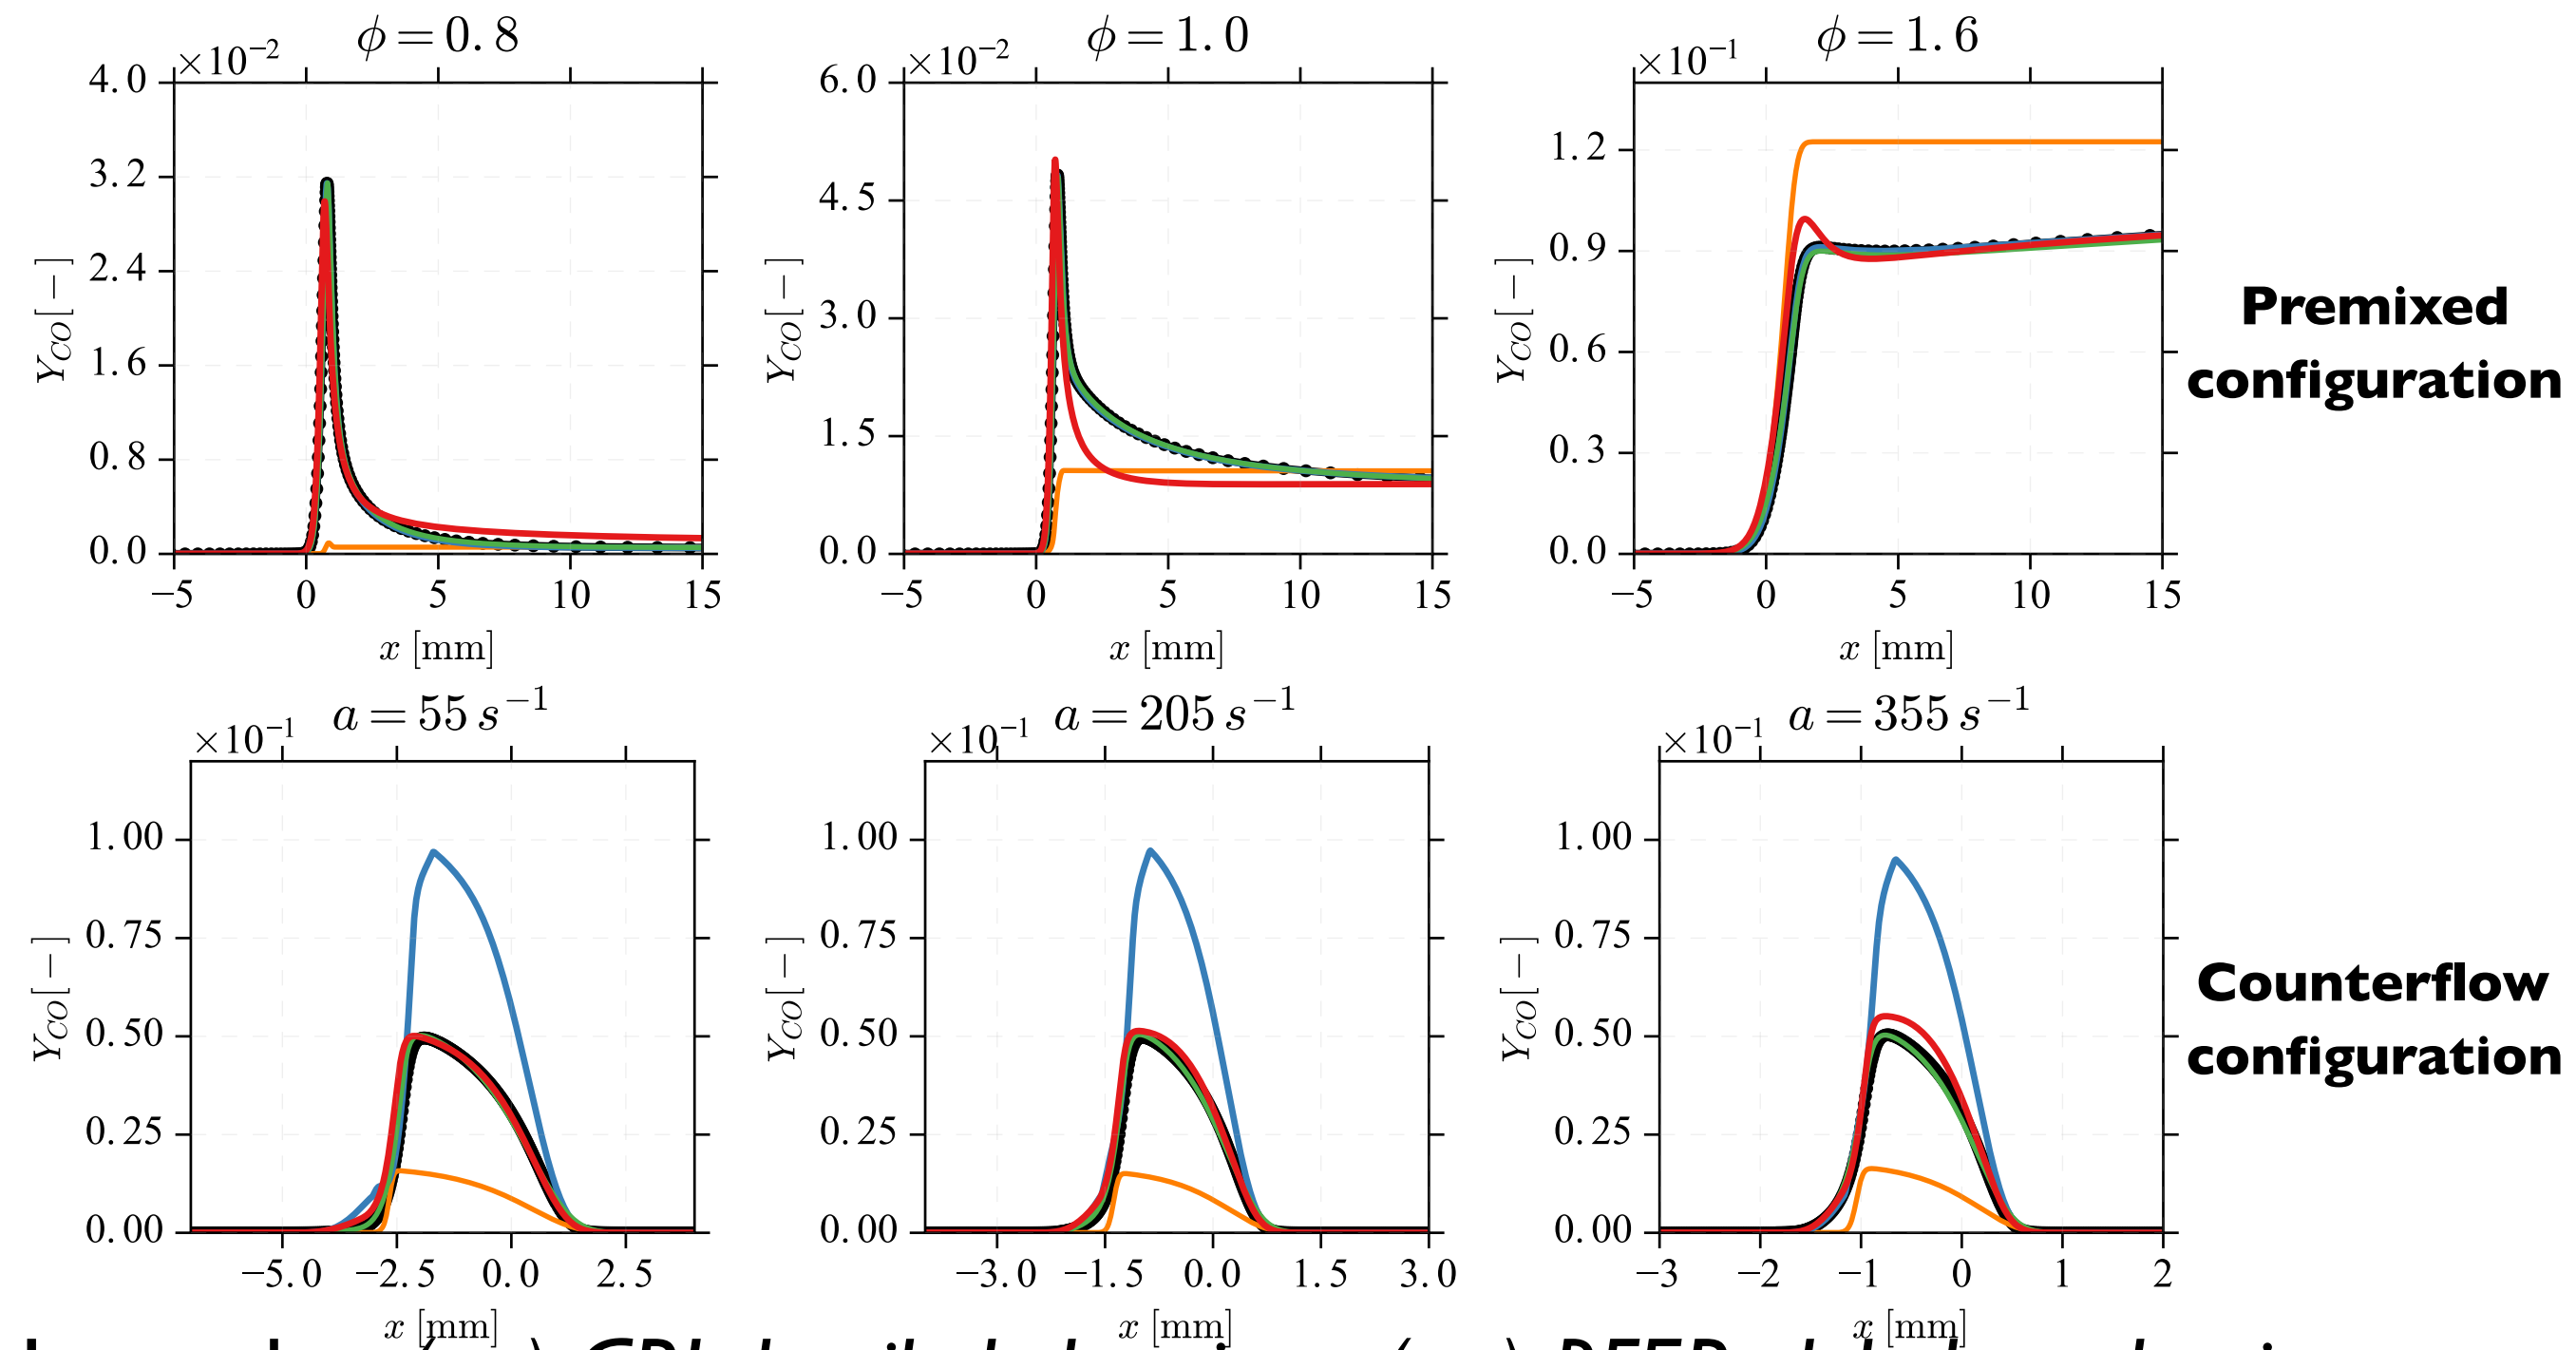 ϕ = 0.8
×10⁻²
4.0
3.2
2.4
1.6
0.8
0.0
Y_CO [−]
−5 0 5 10 15
x [mm]
ϕ = 1.0
×10⁻²
6.0
4.5
3.0
1.5
0.0
Y_CO [−]
−5 0 5 10 15
x [mm]
ϕ = 1.6
×10⁻¹
1.2
0.9
0.6
0.3
0.0
Y_CO [−]
−5 0 5 10 15
x [mm]
Premixed
configuration
a = 55 s⁻¹
×10⁻¹
1.00
0.75
0.50
0.25
0.00
Y_CO [−]
−5.0 −2.5 0.0 2.5
x [mm]
a = 205 s⁻¹
×10⁻¹
1.00
0.75
0.50
0.25
0.00
Y_CO [−]
−3.0 −1.5 0.0 1.5 3.0
x [mm]
a = 355 s⁻¹
×10⁻¹
1.00
0.75
0.50
0.25
0.00
Y_CO [−]
−3 −2 −1 0 1 2
x [mm]
Counterflow
configuration